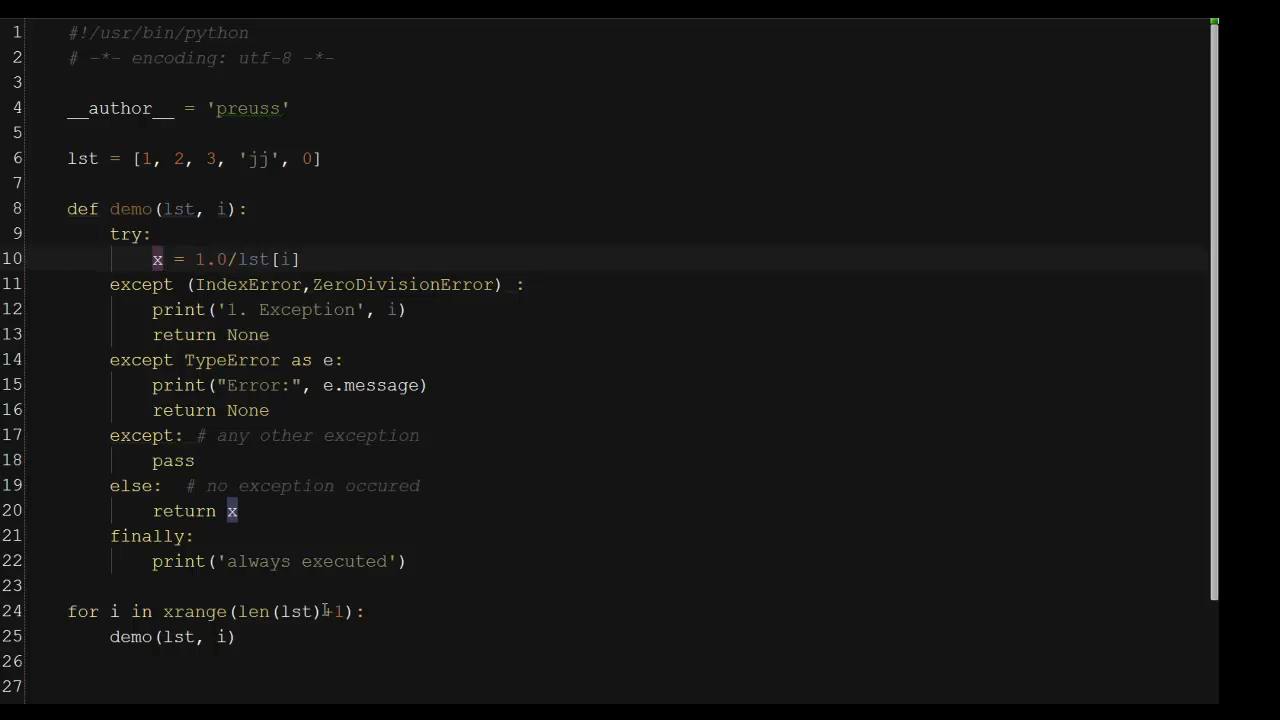 1 #!/usr/bin/python
2 # -*- encoding: utf-8 -*-
3
4 __author__ = 'preuss'
5
6 lst = [1, 2, 3, 'jj', 0]
7
8 def demo(lst, i):
9     try:
10         x = 1.0/lst[i]
11     except (IndexError,ZeroDivisionError) :
12         print('1. Exception', i)
13         return None
14     except TypeError as e:
15         print("Error:", e.message)
16         return None
17     except: # any other exception
18         pass
19     else:  # no exception occured
20         return x
21     finally:
22         print('always executed')
23
24 for i in xrange(len(lst)+1):
25     demo(lst, i)
26
27